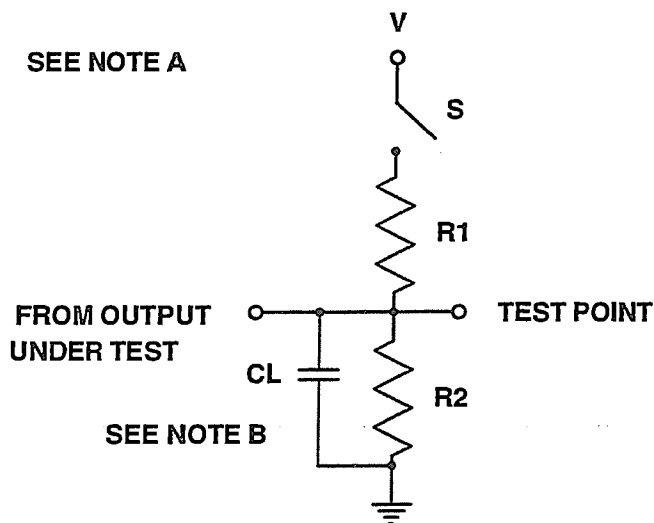 V
SEE NOTE A
S
R1
FROM OUTPUT
UNDER TEST
TEST POINT
CL
R2
SEE NOTE B